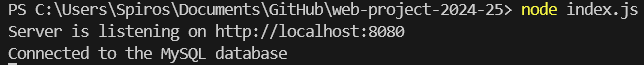 PS C:\Users\Spiros\Documents\GitHub\web-project-2024-25> node index.js
Server is listening on http://localhost:8080
Connected to the MySQL database